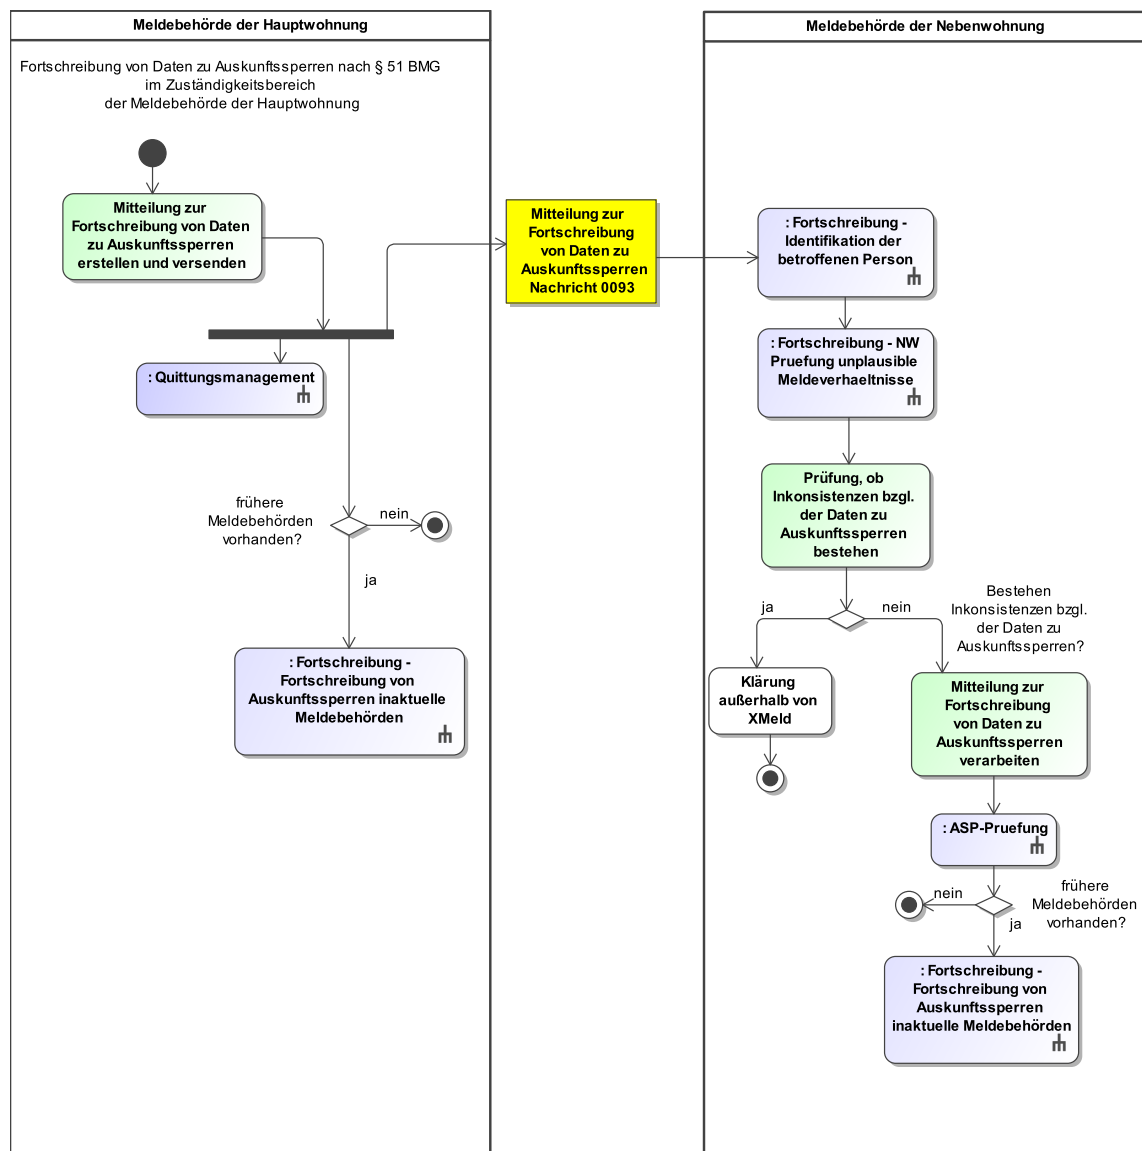 Meldebehörde der Hauptwohnung
Fortschreibung von Daten zu Auskunftssperren nach § 51 BMG
im Zuständigkeitsbereich
der Meldebehörde der Hauptwohnung
Mitteilung zur
Fortschreibung von Daten
zu Auskunftssperren
erstellen und versenden
: Quittungsmanagement
frühere
Meldebehörden
vorhanden?
nein
ja
: Fortschreibung -
Fortschreibung von
Auskunftssperren inaktuelle
Meldebehörden
Mitteilung zur
Fortschreibung
von Daten zu
Auskunftssperren
Nachricht 0093
Meldebehörde der Nebenwohnung
: Fortschreibung -
Identifikation der
betroffenen Person
: Fortschreibung - NW
Pruefung unplausible
Meldeverhaeltnisse
Prüfung, ob
Inkonsistenzen bzgl.
der Daten zu
Auskunftssperren
bestehen
ja
nein
Bestehen
Inkonsistenzen bzgl.
der Daten zu
Auskunftssperren?
Klärung
außerhalb von
XMeld
Mitteilung zur
Fortschreibung
von Daten zu
Auskunftssperren
verarbeiten
: ASP-Pruefung
nein
frühere
Meldebehörden
vorhanden?
ja
: Fortschreibung -
Fortschreibung von
Auskunftssperren
inaktuelle Meldebehörden